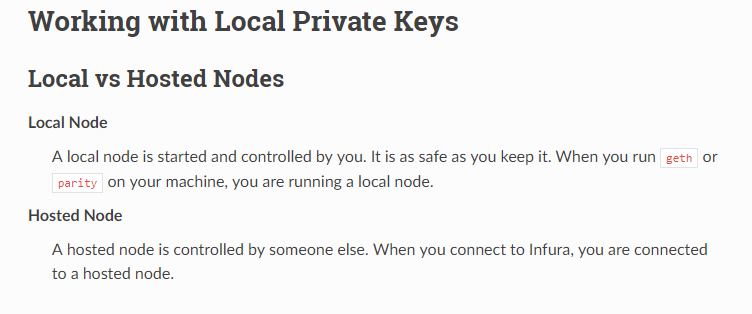 Working with Local Private Keys
Local vs Hosted Nodes
Local Node
A local node is started and controlled by you. It is as safe as you keep it. When you run geth or
parity on your machine, you are running a local node.
Hosted Node
A hosted node is controlled by someone else. When you connect to Infura, you are connected
to a hosted node.